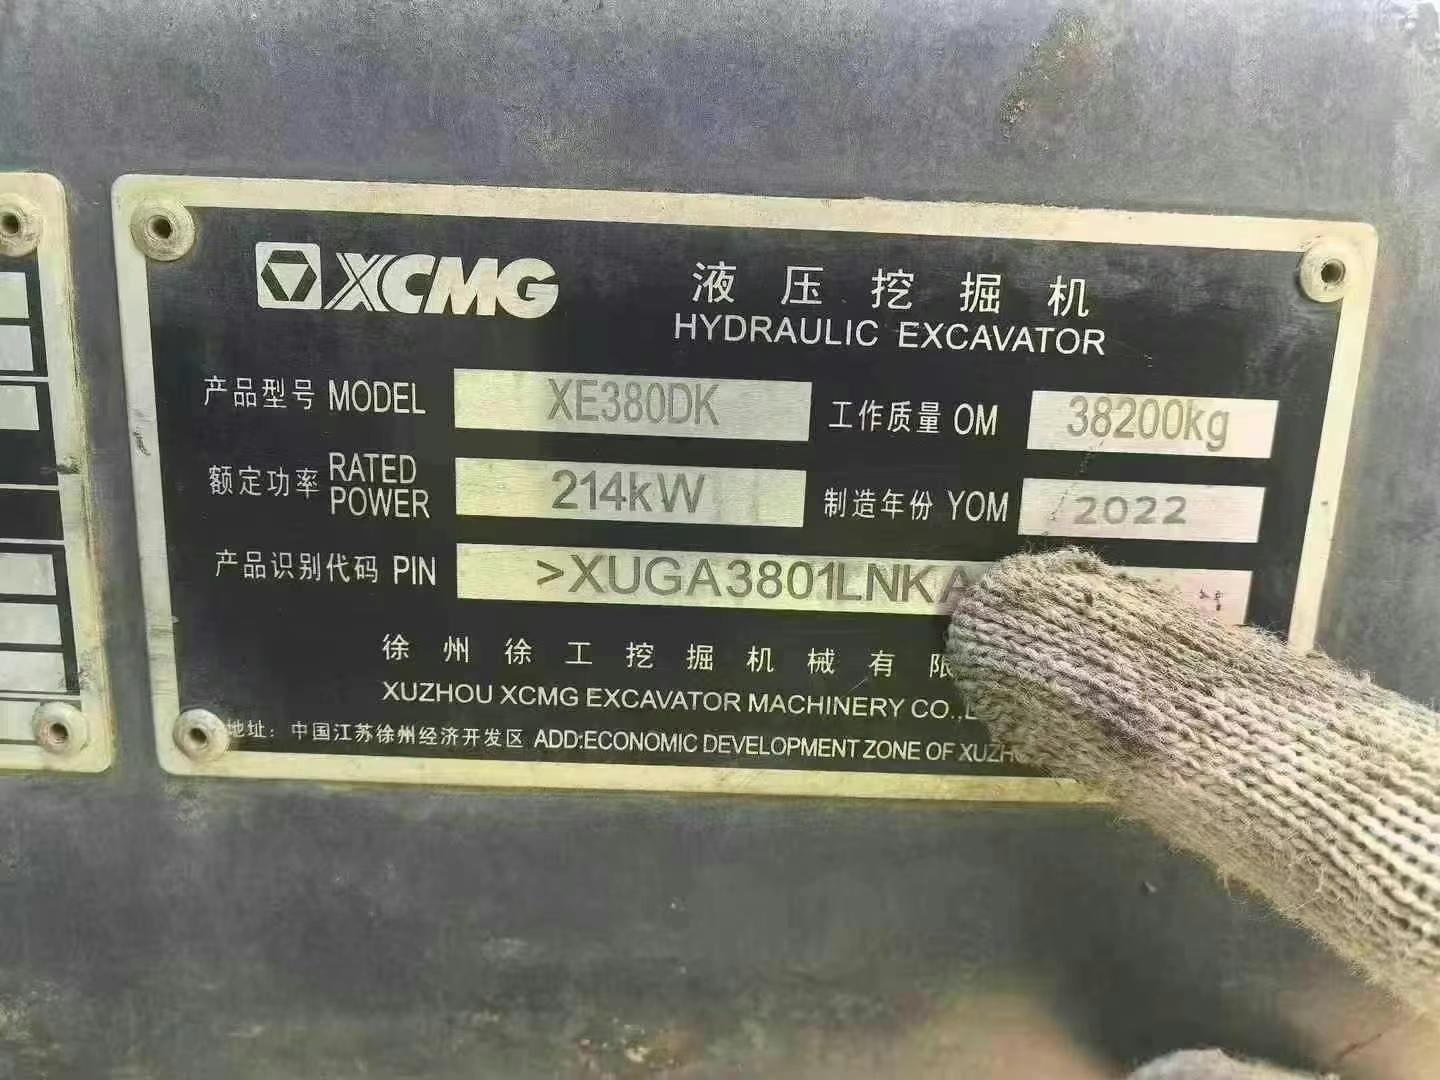 XCMG
液压挖掘机
HYDRAULIC EXCAVATOR
产品型号 MODEL XE380DK 工作质量 OM 38200kg
额定功率 RATED POWER 214kW 制造年份 YOM 2022
产品识别代码 PIN >XUGA3801LNKA
徐州徐工挖掘机械有限
XUZHOU XCMG EXCAVATOR MACHINERY CO.,L
地址：中国江苏徐州经济开发区 ADD:ECONOMIC DEVELOPMENT ZONE OF XUZH